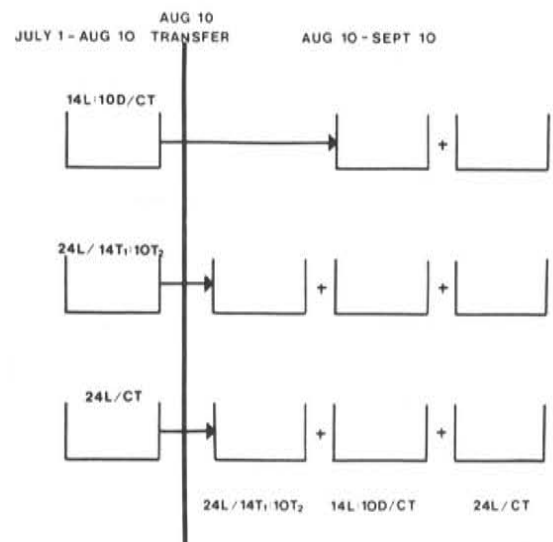 AUG 10
JULY 1 - AUG 10 TRANSFER AUG 10 - SEPT 10
14L:10D/CT
+
24L/14T₁:10T₂
+ +
24L/CT
+ +
24L/14T₁:10T₂ 14L:10D/CT 24L/CT